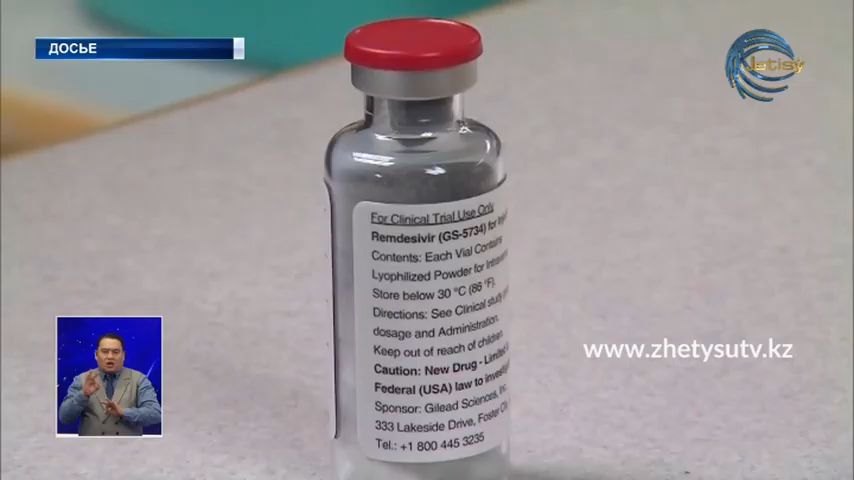 ДОСЬЕ
Jetisý
For Clinical Trial Use Only
Remdesivir (GS-5734) for
Contents: Each Vial Contains
Lyophilized Powder for
Store below 30 °C (86 °F).
Directions: See Clinical study
dosage and Administration.
Keep out of reach of children.
Caution: New Drug - Limited
Federal (USA) law to
Sponsor: Gilead Sciences, Inc.
333 Lakeside Drive, Foster
Tel.: +1 800 445 3235
www.zhetysutv.kz